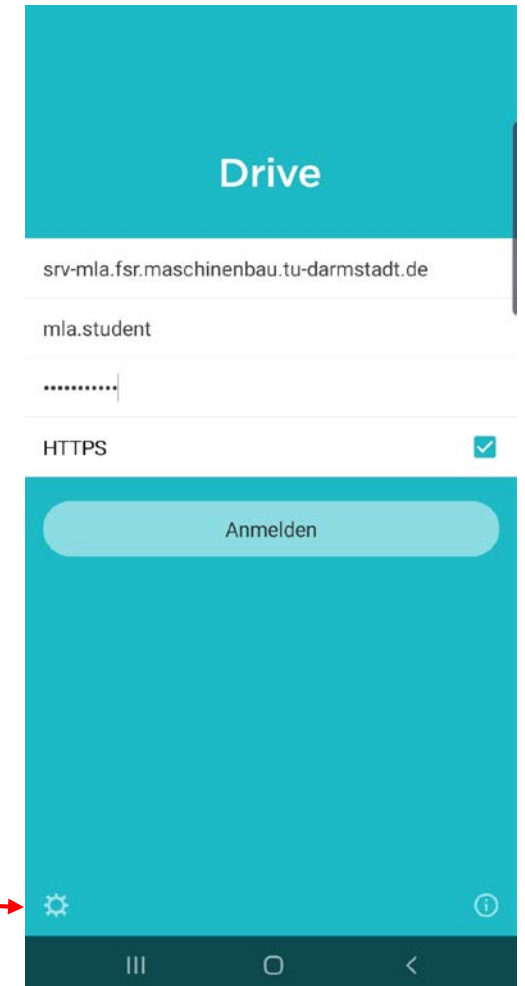 Drive
srv-mla.fsr.maschinenbau.tu-darmstadt.de
mla.student
•••••••••••
HTTPS
Anmelden